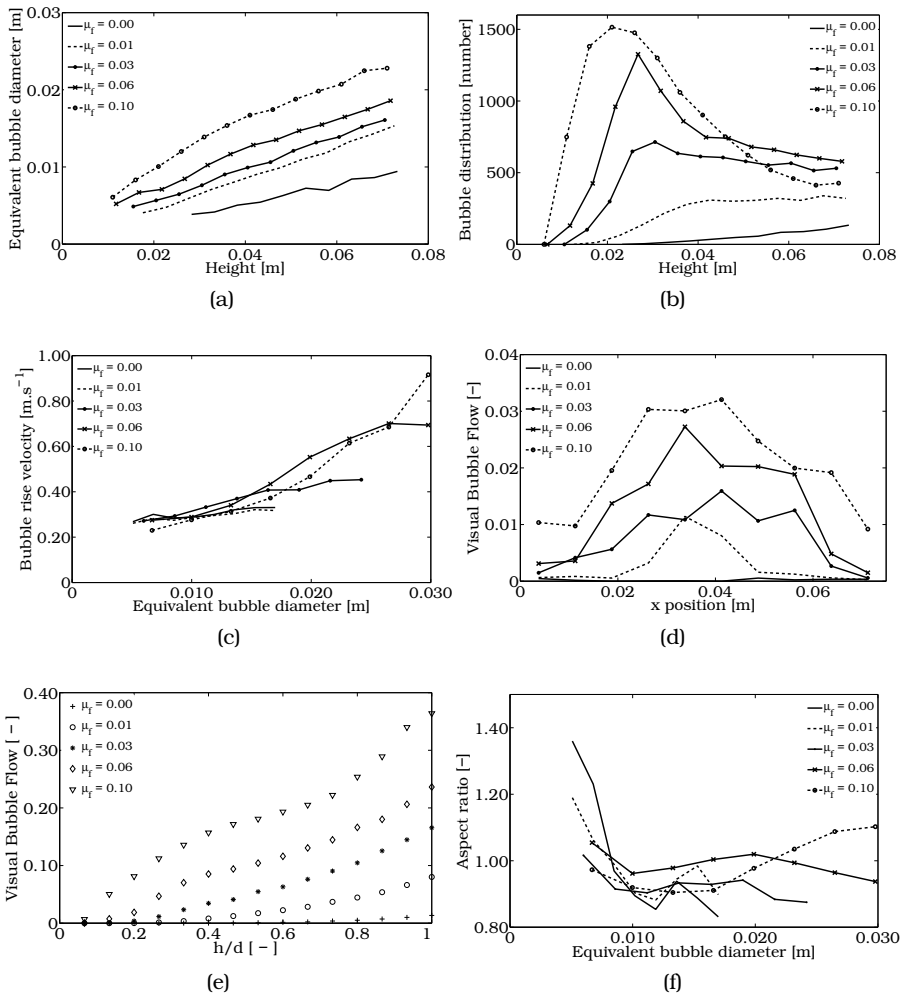 Equivalent bubble diameter [m]
0.03
0.02
0.01
0
μf = 0.00
μf = 0.01
μf = 0.03
μf = 0.06
μf = 0.10
0 0.02 0.04 0.06 0.08
Height [m]
(a)
Bubble distribution [number]
1500
1000
500
0
μf = 0.00
μf = 0.01
μf = 0.03
μf = 0.06
μf = 0.10
0 0.02 0.04 0.06 0.08
Height [m]
(b)
Bubble rise velocity [m.s⁻¹]
1.00
0.80
0.60
0.40
0.20
0
μf = 0.00
μf = 0.01
μf = 0.03
μf = 0.06
μf = 0.10
0 0.010 0.020 0.030
Equivalent bubble diameter [m]
(c)
Visual Bubble Flow [-]
0.04
0.03
0.02
0.01
0
μf = 0.00
μf = 0.01
μf = 0.03
μf = 0.06
μf = 0.10
0 0.02 0.04 0.06
x position [m]
(d)
Visual Bubble Flow [ − ]
0.40
0.30
0.20
0.10
0
μf = 0.00
μf = 0.01
μf = 0.03
μf = 0.06
μf = 0.10
0 0.2 0.4 0.6 0.8 1
h/d [ − ]
(e)
Aspect ratio [-]
1.40
1.20
1.00
0.80
μf = 0.00
μf = 0.01
μf = 0.03
μf = 0.06
μf = 0.10
0 0.010 0.020 0.030
Equivalent bubble diameter [m]
(f)